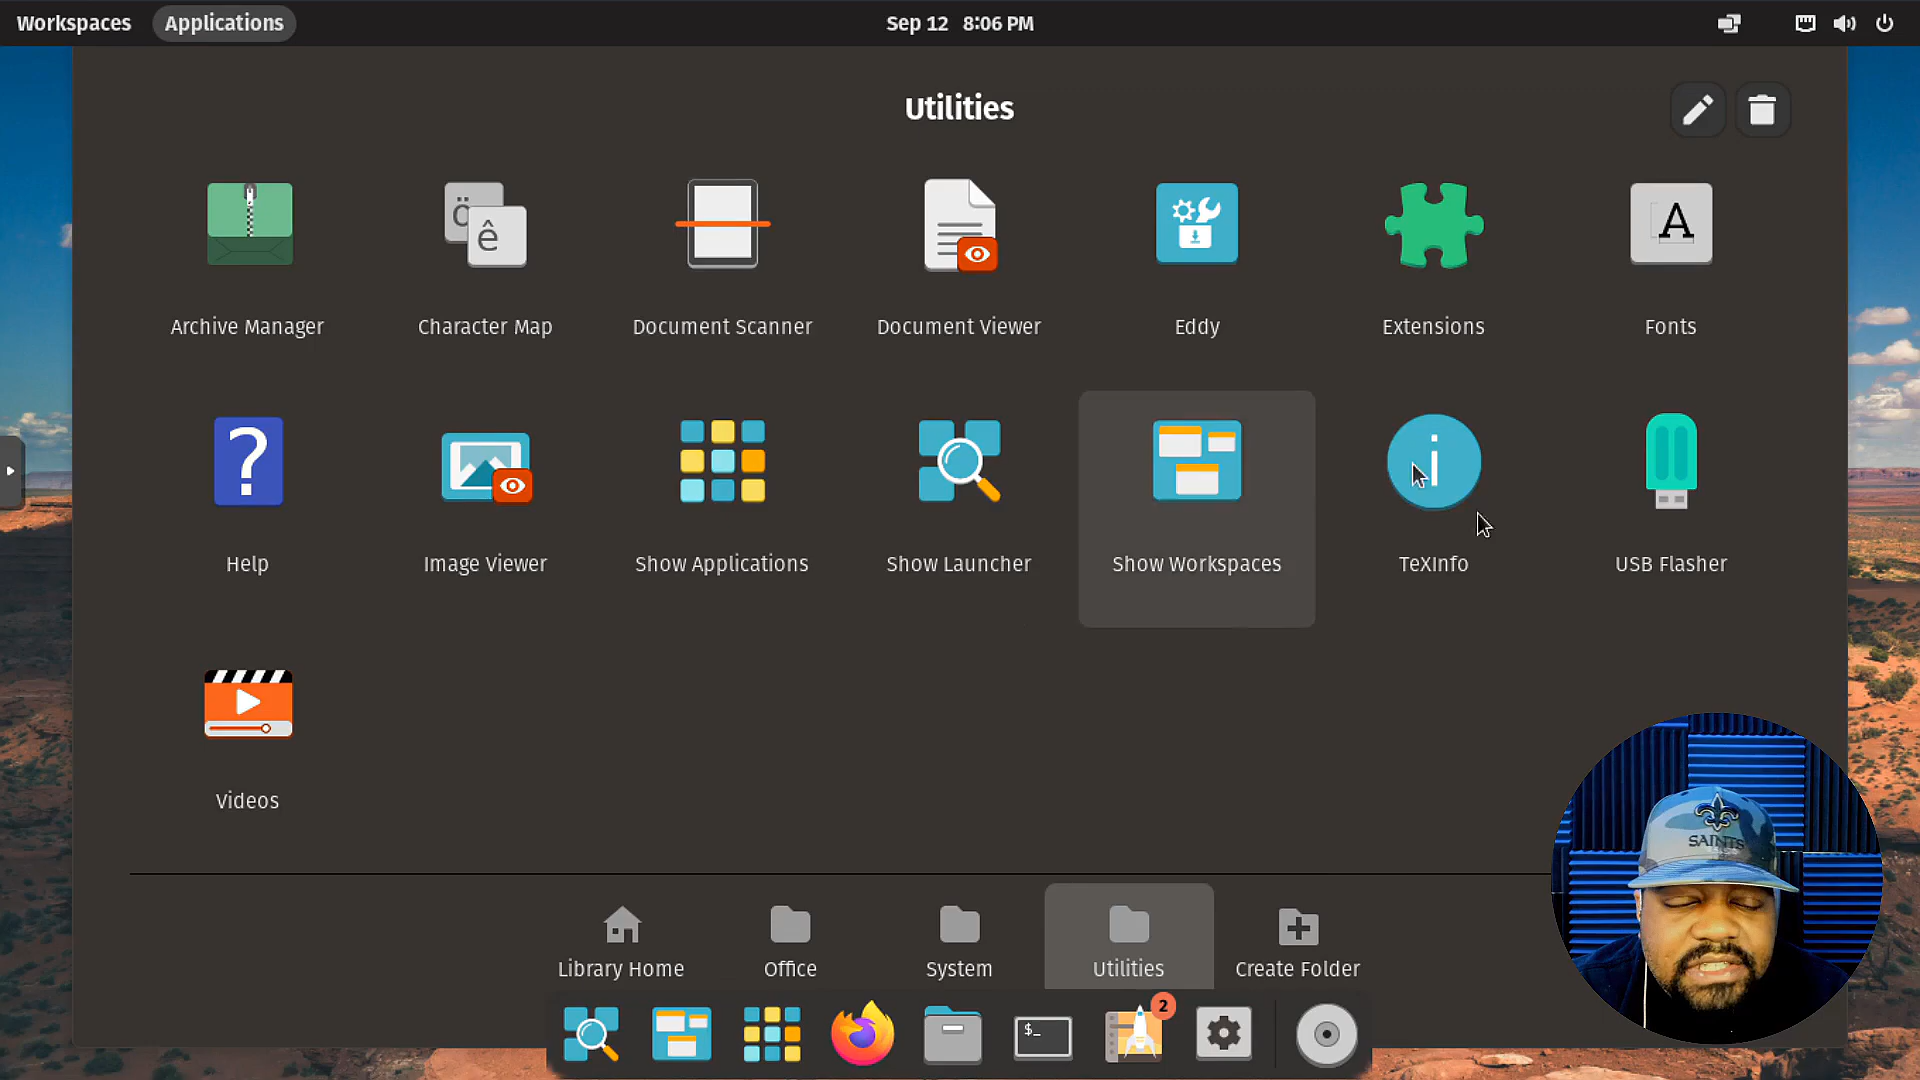 Workspaces Applications Sep 12 8:06 PM
Utilities
Archive Manager Character Map Document Scanner Document Viewer Eddy Extensions Fonts
Help Image Viewer Show Applications Show Launcher Show Workspaces TeXInfo USB Flasher
Videos
SAINTS
Library Home Office System Utilities Create Folder
2